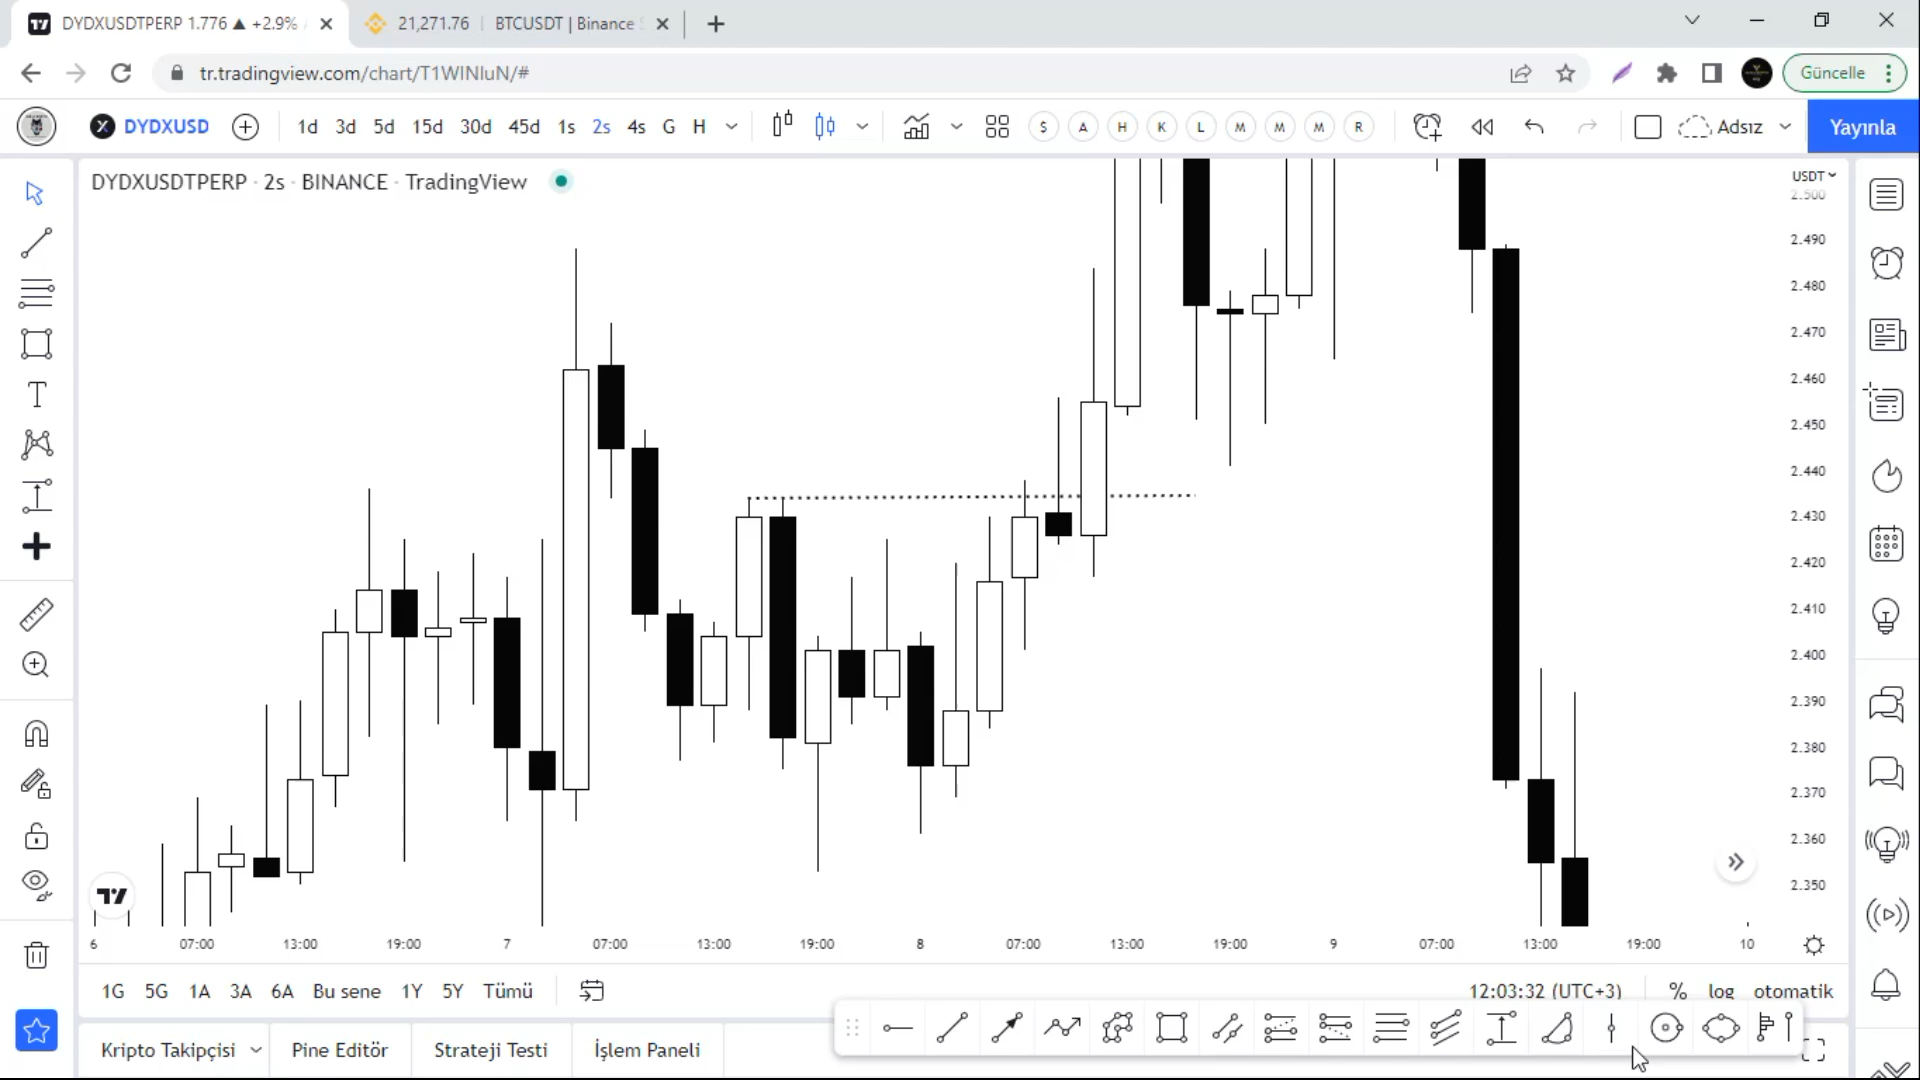 DYDXUSDTPERP 1.776 ▲ +2.9%
21,271.76 | BTCUSDT | Binance
tr.tradingview.com/chart/T1WINluN/#
Güncelle
DYDXUSD
1d 3d 5d 15d 30d 45d 1s 2s 4s G H
$ A H K L M M M R
Adsız
Yayınla
DYDXUSDTPERP · 2s · BINANCE · TradingView
USDT
2.500
2.490
2.480
2.470
2.460
2.450
2.440
2.430
2.420
2.410
2.400
2.390
2.380
2.370
2.360
2.350
6 07:00 13:00 19:00 7 07:00 13:00 19:00 8 07:00 13:00 19:00 9 07:00 13:00 19:00 10
1G 5G 1A 3A 6A Bu sene 1Y 5Y Tümü
12:03:32 (UTC+3) % log otomatik
Kripto Takipçisi Pine Editör Strateji Testi İşlem Paneli